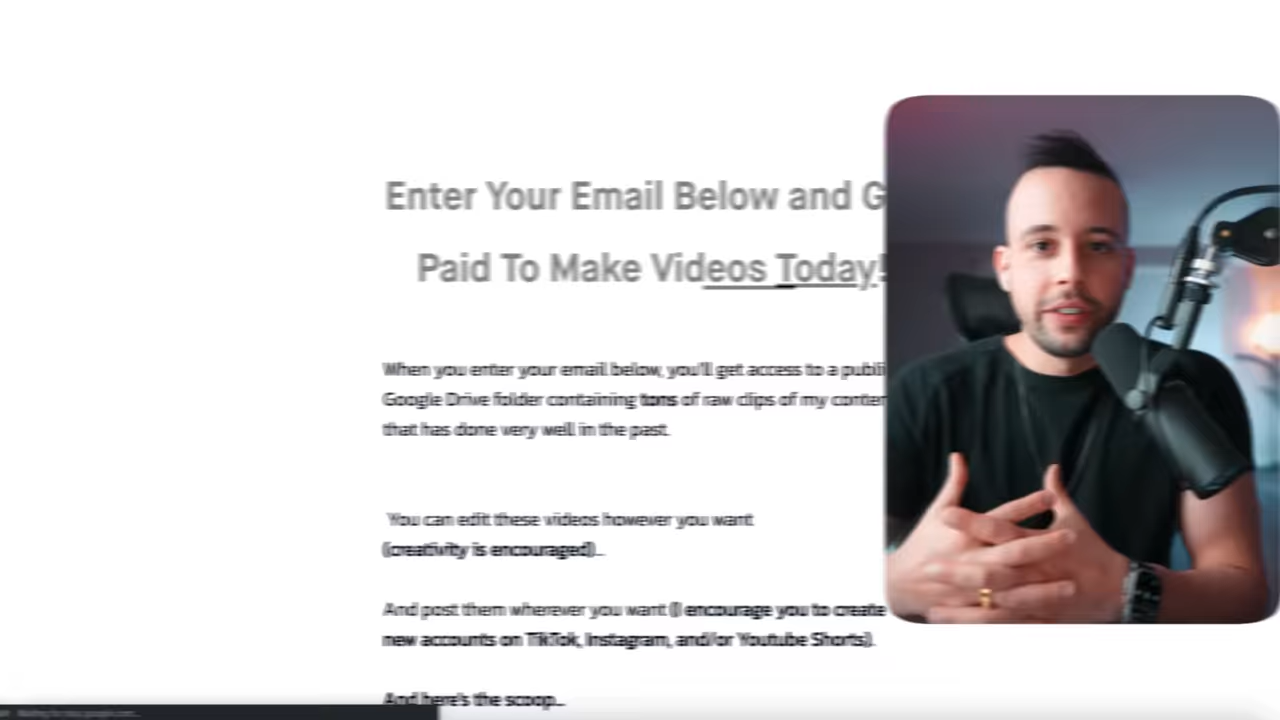 Enter Your Email Below and G
Paid To Make Videos Today!
When you enter your email below, you'll get access to a publi
Google Drive folder containing tons of raw clips of my conten
that has done very well in the past.
You can edit these videos however you want
(creativity is encouraged)...
And post them wherever you want (I encourage you to create
new accounts on TikTok, Instagram, and/or Youtube Shorts).
And here's the scoop...